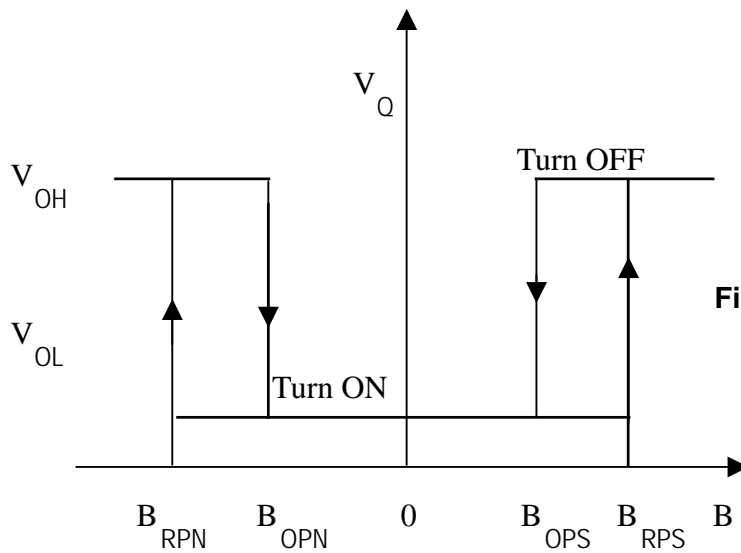 V Q
Turn OFF
V OH
Fi
V OL
Turn ON
B RPN B OPN 0 B OPS B RPS B